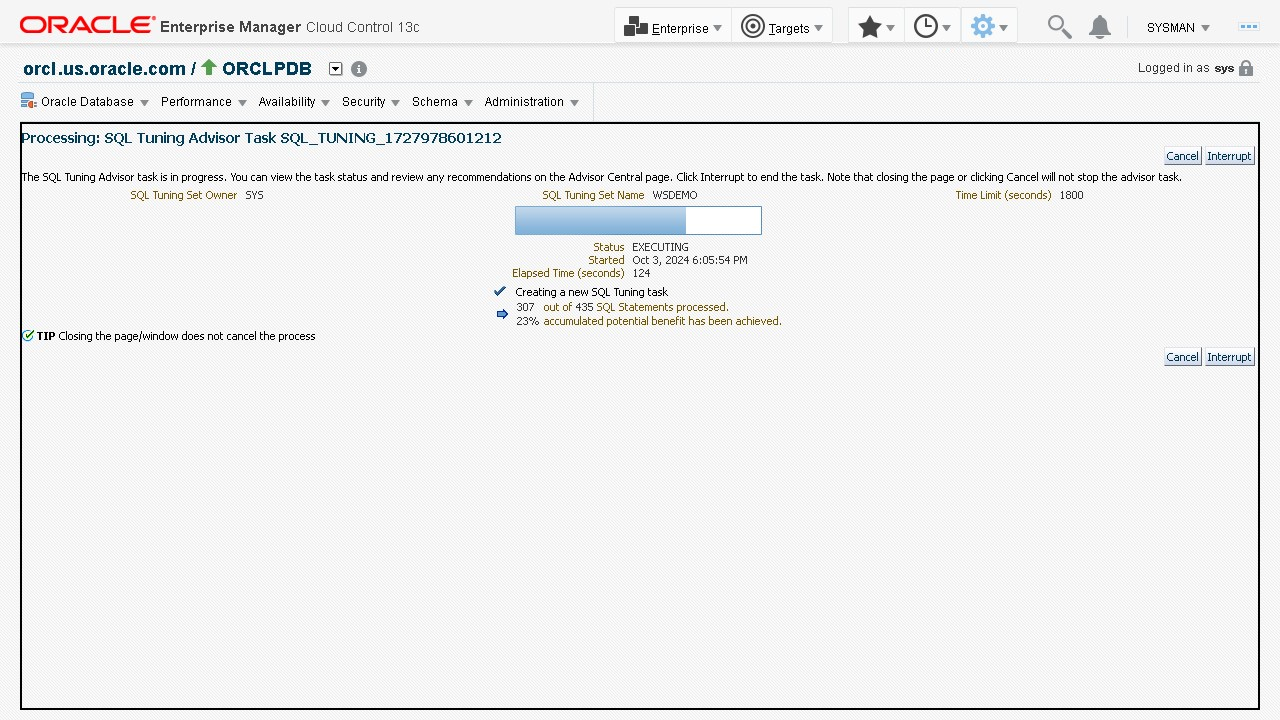 ORACLE Enterprise Manager Cloud Control 13c Enterprise Targets SYSMAN
orcl.us.oracle.com / ORCLPDB Logged in as sys
Oracle Database Performance Availability Security Schema Administration
Processing: SQL Tuning Advisor Task SQL_TUNING_1727978601212
Cancel Interrupt
The SQL Tuning Advisor task is in progress. You can view the task status and review any recommendations on the Advisor Central page. Click Interrupt to end the task. Note that closing the page or clicking Cancel will not stop the advisor task.
SQL Tuning Set Owner SYS SQL Tuning Set Name WSDEMO Time Limit (seconds) 1800
Status EXECUTING
Started Oct 3, 2024 6:05:54 PM
Elapsed Time (seconds) 124
Creating a new SQL Tuning task
307 out of 435 SQL Statements processed.
23% accumulated potential benefit has been achieved.
TIP Closing the page/window does not cancel the process
Cancel Interrupt